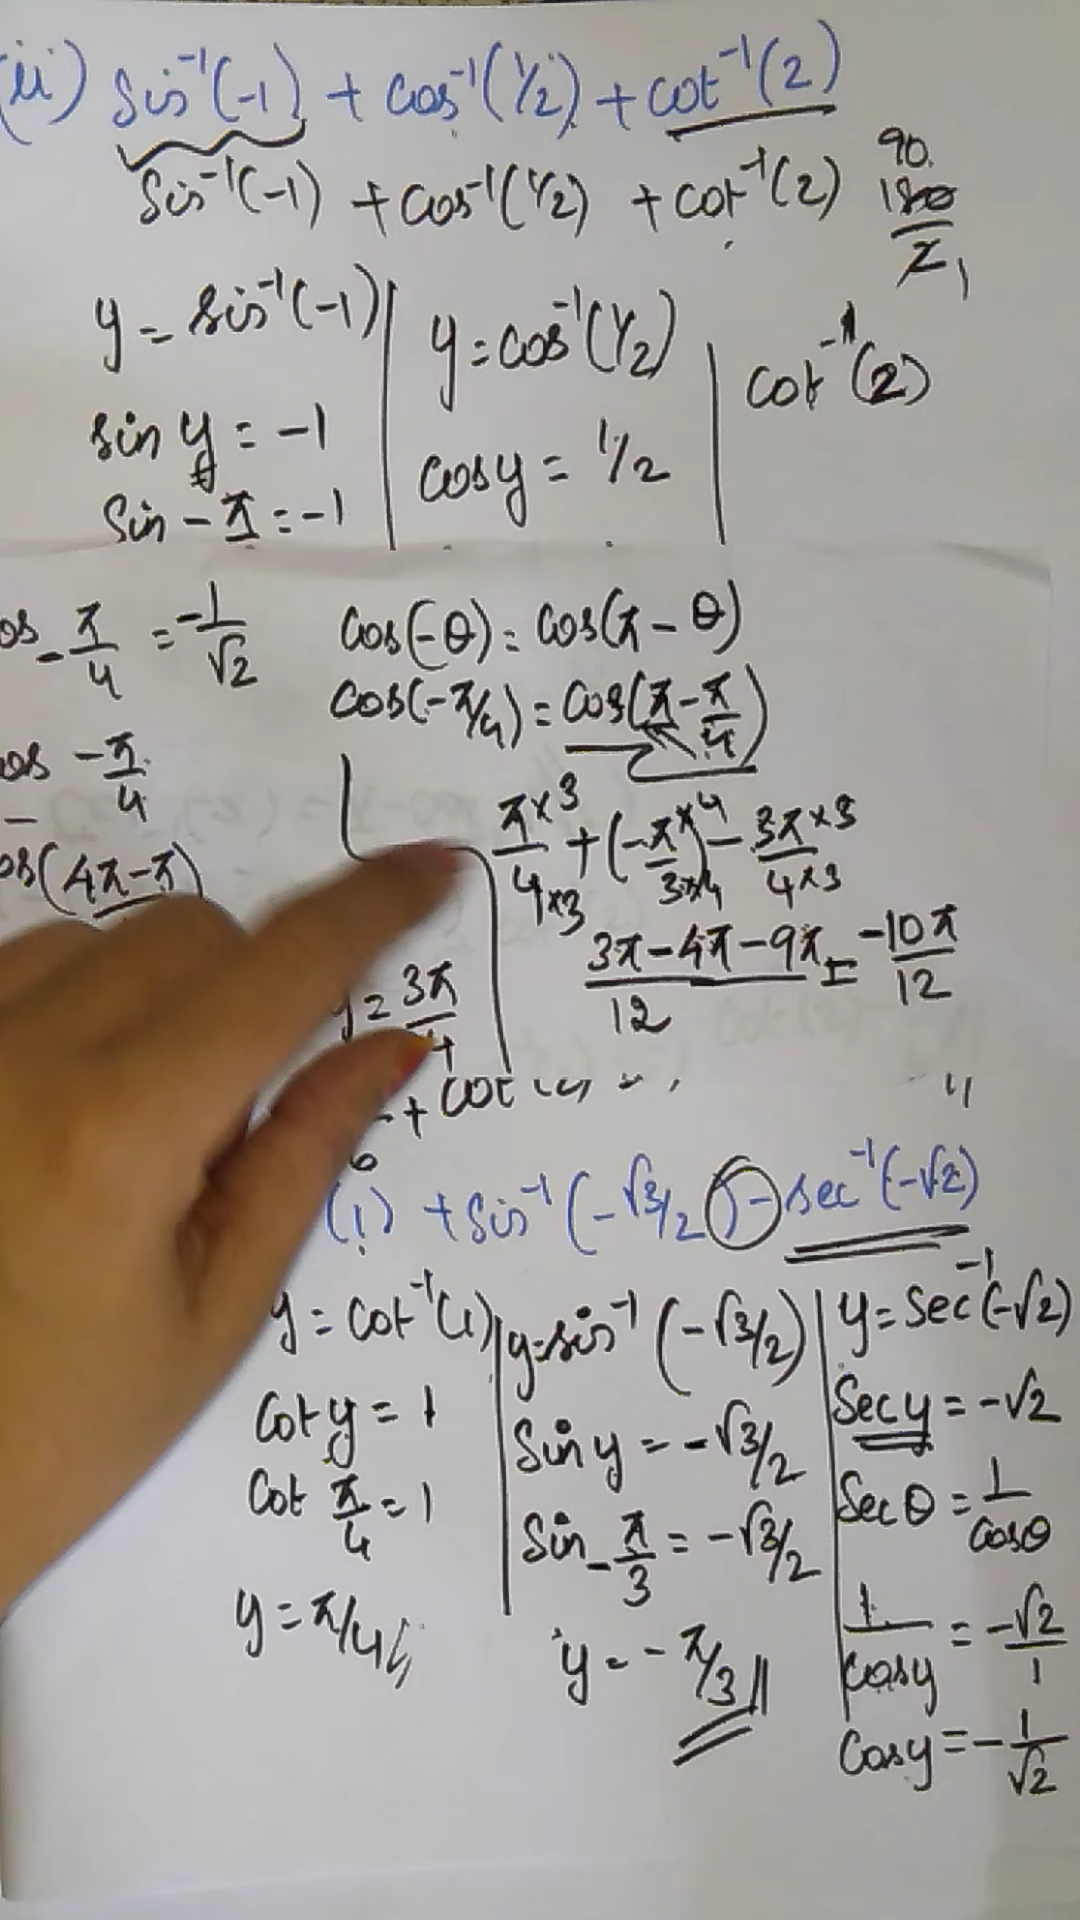 (ii) sin⁻¹(-1) + cos⁻¹(1/2) + cot⁻¹(2)
sin⁻¹(-1) + cos⁻¹(1/2) + cot⁻¹(2)
90
180/2 1
y = sin⁻¹(-1)
sin y = -1
sin - π = -1
y = cos⁻¹(1/2)
cos y = 1/2
cot⁻¹(2)
os - π/4 = -1/√2
os - π/4
os(4π - π)
cos(-θ) = cos(π - θ)
cos(-π/4) = cos(π - π/4)
π×3/4×3 + (-π×4/3×4) - 3π×3/4×3
3π - 4π - 9π/12 = -10π/12
y = 3π/4
+ cot
(1) + sin⁻¹(-√3/2) - sec⁻¹(-√2)
y = cot⁻¹(1)
cot y = 1
cot π/4 = 1
y = π/4
y = sin⁻¹(-√3/2)
sin y = -√3/2
sin - π/3 = -√3/2
y = - π/3
y = sec⁻¹(-√2)
sec y = -√2
sec θ = 1/cos θ
1/cos y = -√2/1
cos y = - 1/√2